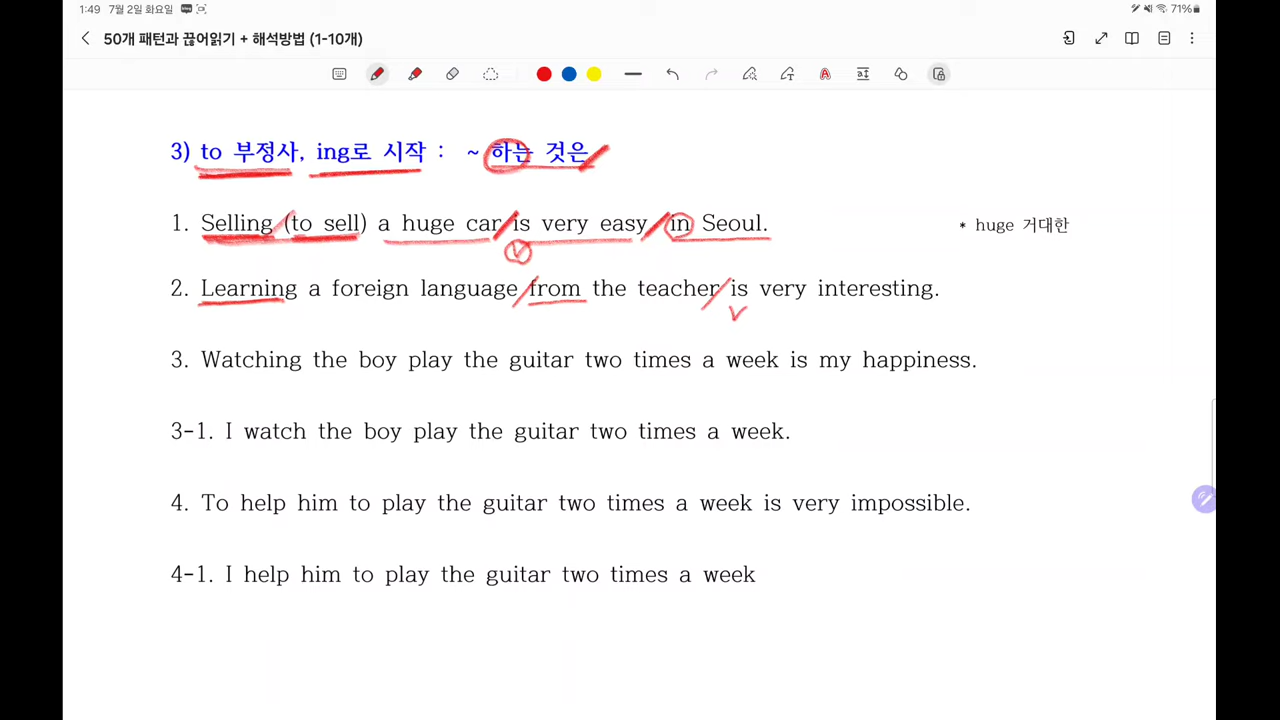 1:49 7월 2일 화요일
71%
50개 패턴과 끊어읽기 + 해석방법 (1-10개)
3) to 부정사, ing로 시작 : ~ 하는 것은
1. Selling (to sell) a huge car is very easy in Seoul. * huge 거대한
V
2. Learning a foreign language from the teacher is very interesting.
V
3. Watching the boy play the guitar two times a week is my happiness.
3-1. I watch the boy play the guitar two times a week.
4. To help him to play the guitar two times a week is very impossible.
4-1. I help him to play the guitar two times a week